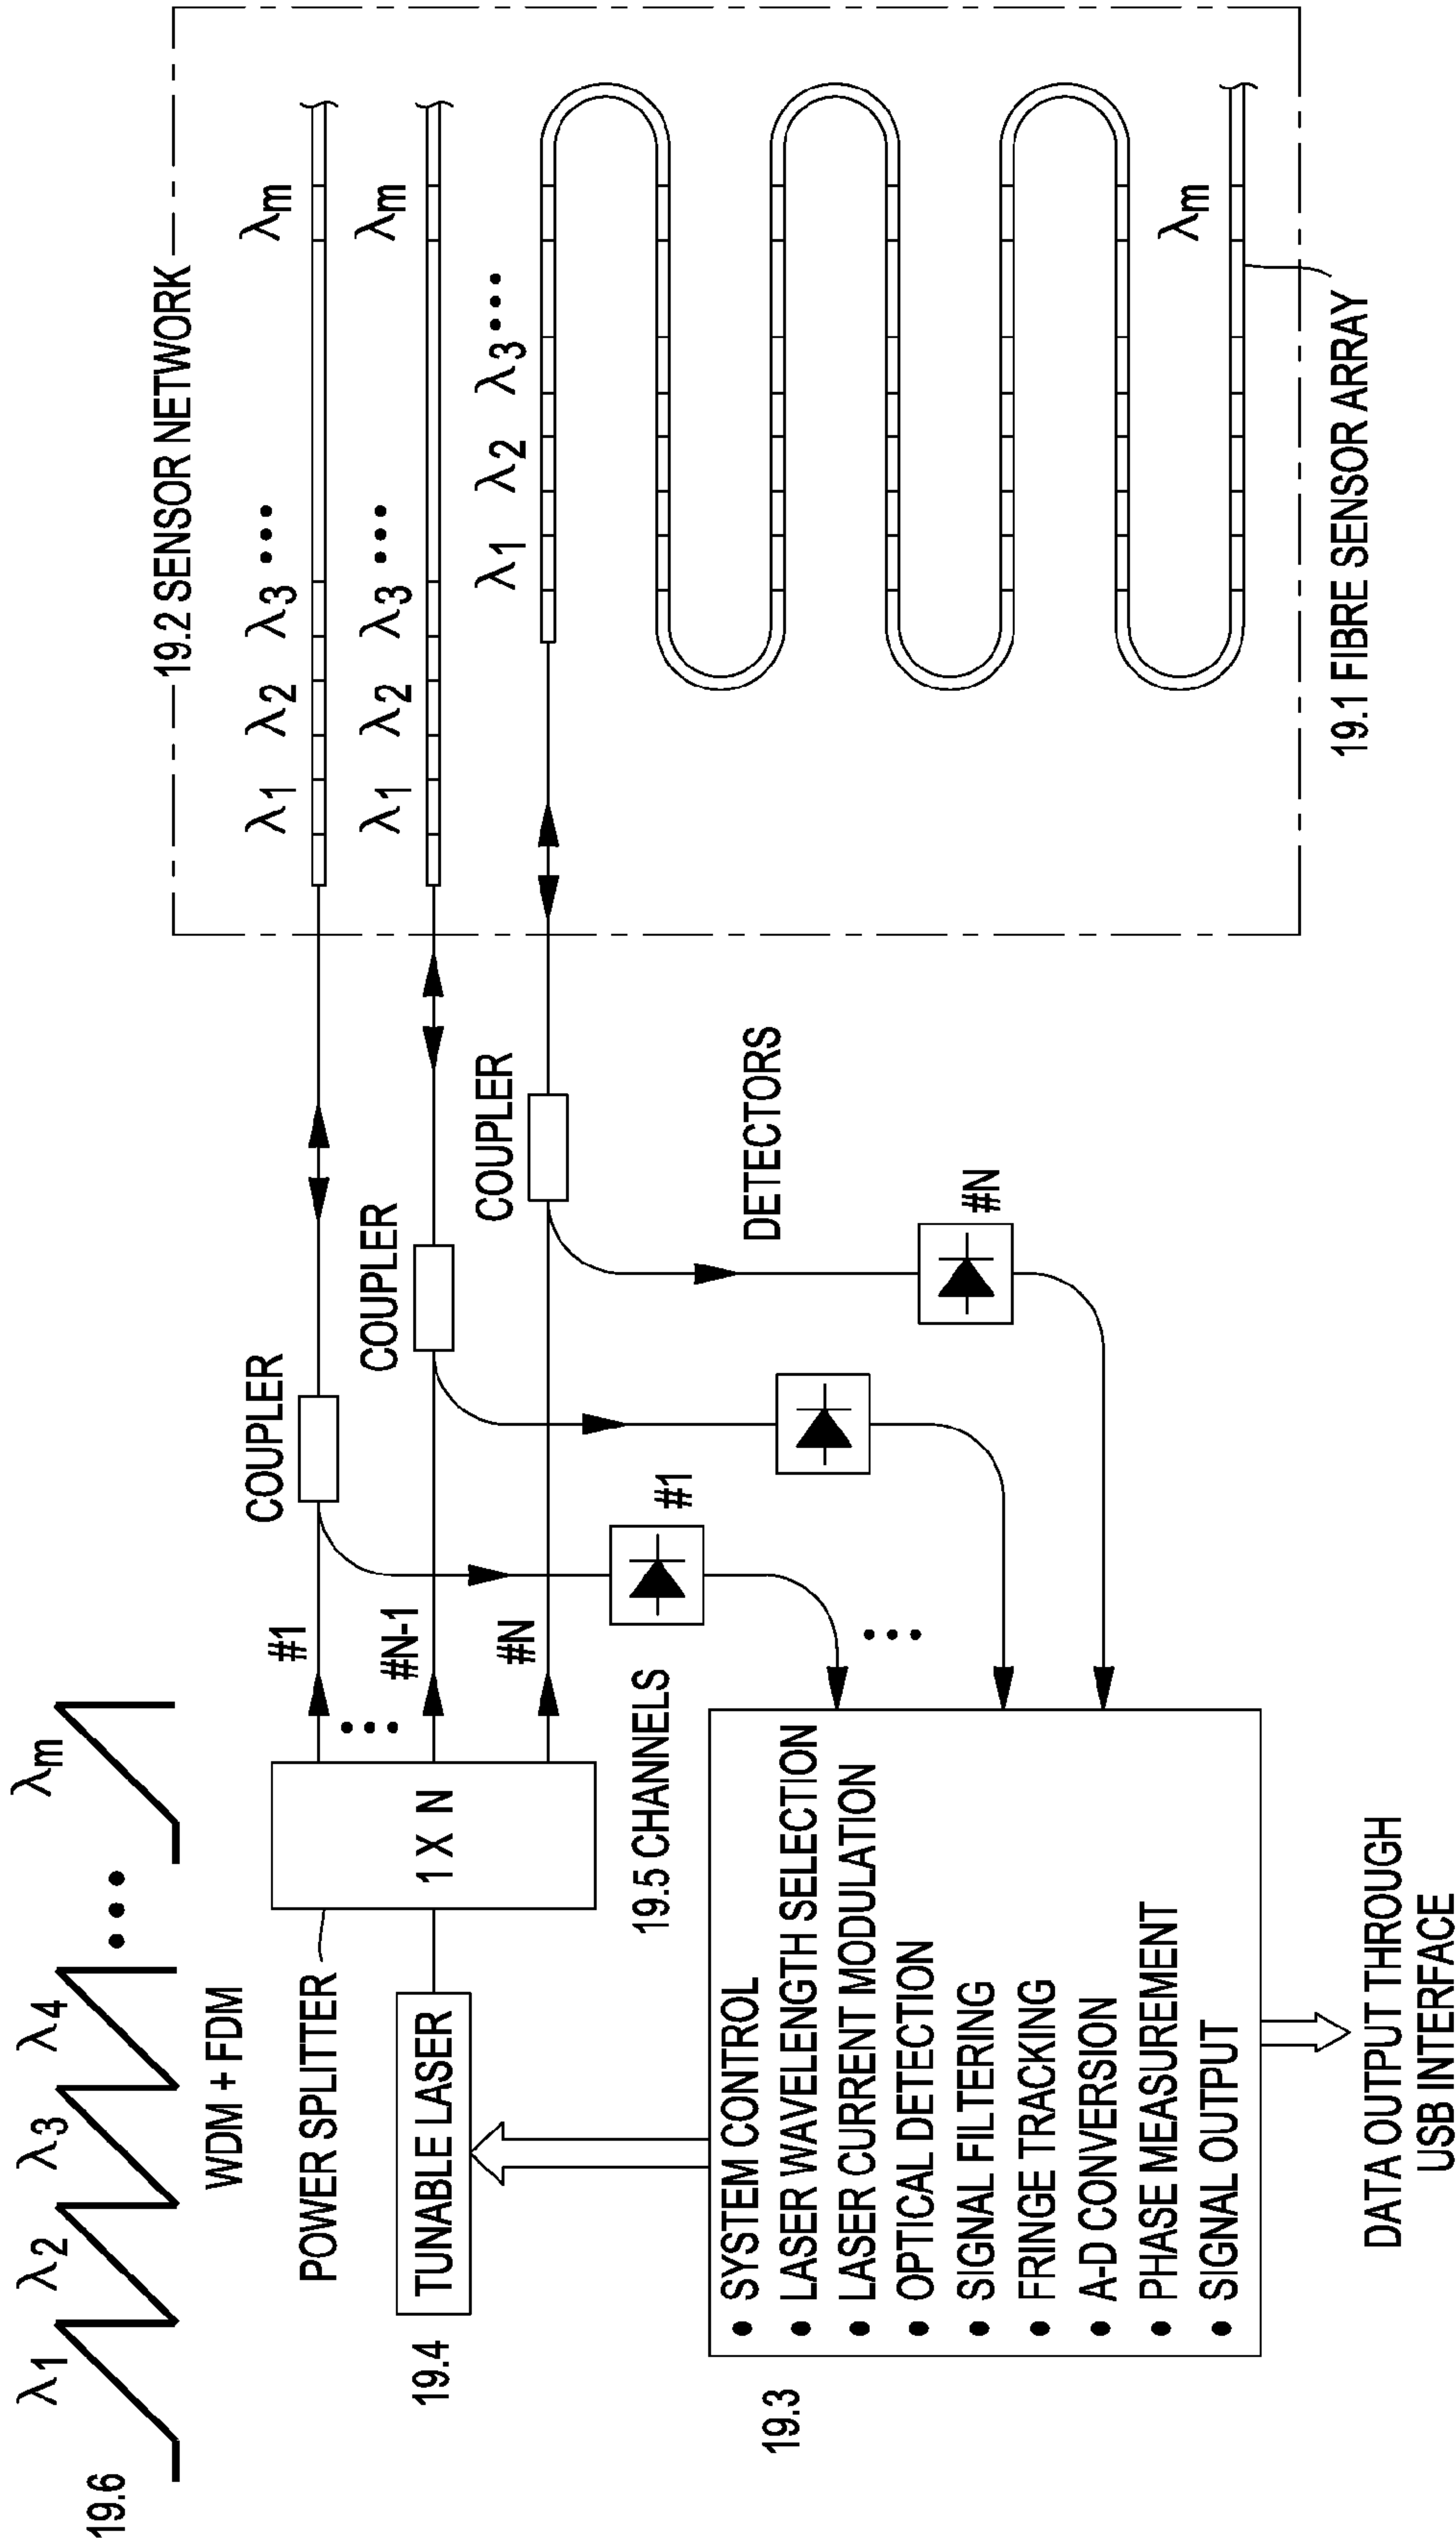 19.6
λ1 λ2 λ3 λ4 ••• λm
WDM + FDM
POWER SPLITTER
19.4
TUNABLE LASER
1 X N
•••
#1
#N-1
#N
19.5 CHANNELS
COUPLER
COUPLER
COUPLER
DETECTORS
#1
#N
•••
19.2 SENSOR NETWORK
λ1 λ2 λ3 ••• λm
λ1 λ2 λ3 ••• λm
λ1 λ2 λ3 •••
λm
19.1 FIBRE SENSOR ARRAY
19.3
• SYSTEM CONTROL
• LASER WAVELENGTH SELECTION
• LASER CURRENT MODULATION
• OPTICAL DETECTION
• SIGNAL FILTERING
• FRINGE TRACKING
• A-D CONVERSION
• PHASE MEASUREMENT
• SIGNAL OUTPUT
DATA OUTPUT THROUGH
USB INTERFACE